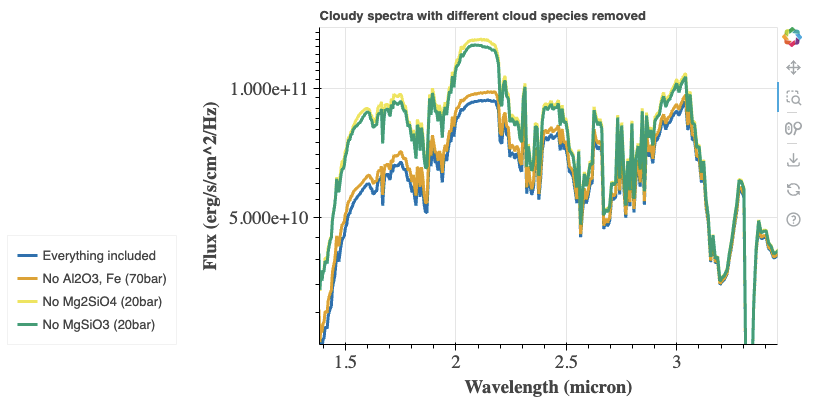 Cloudy spectra with different cloud species removed
1.000e+11
5.000e+10
Flux (erg/s/cm^2/Hz)
1.5 2 2.5 3
Wavelength (micron)
Everything included
No Al2O3, Fe (70bar)
No Mg2SiO4 (20bar)
No MgSiO3 (20bar)